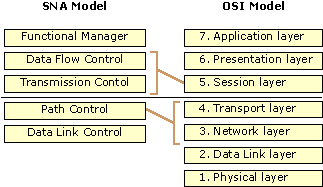 SNA Model
OSI Model
Functional Manager
7. Application layer
Data Flow Control
6. Presentation layer
Transmission Contol
5. Session layer
Path Control
4. Transport layer
Data Link Control
3. Network layer
2. Data Link layer
1. Physical layer